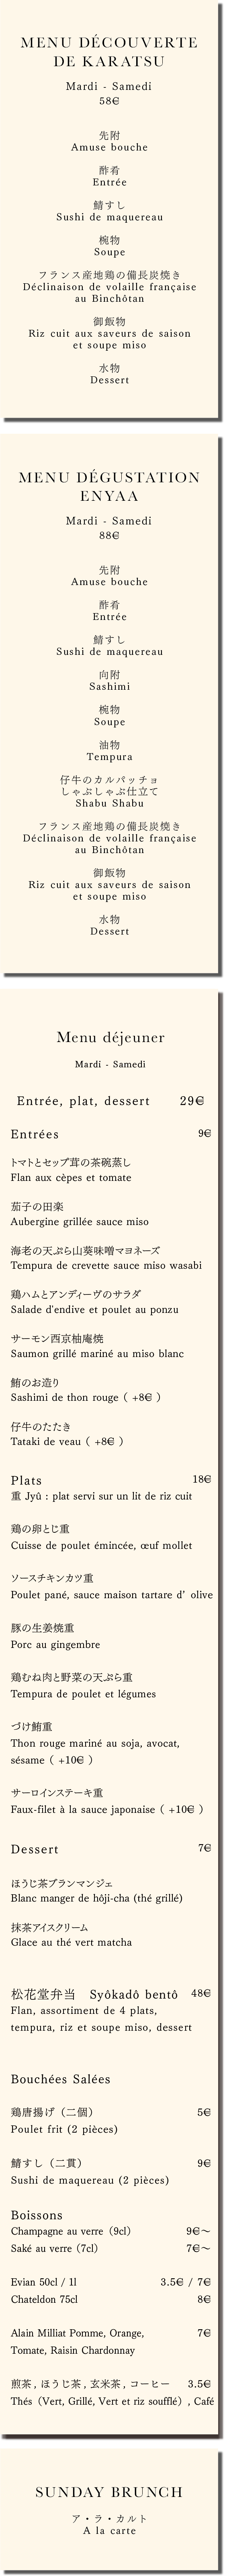 MENU DÉCOUVERTE
DE KARATSU
Mardi - Samedi
58€
先附
Amuse bouche
酢肴
Entrée
鯖すし
Sushi de maquereau
椀物
Soupe
フランス産地鶏の備長炭焼き
Déclinaison de volaille française
au Binchôtan
御飯物
Riz cuit aux saveurs de saison
et soupe miso
水物
Dessert
MENU DÉGUSTATION
ENYAA
Mardi - Samedi
88€
先附
Amuse bouche
酢肴
Entrée
鯖すし
Sushi de maquereau
向附
Sashimi
椀物
Soupe
油物
Tempura
仔牛のカルパッチョ
しゃぶしゃぶ仕立て
Shabu Shabu
フランス産地鶏の備長炭焼き
Déclinaison de volaille française
au Binchôtan
御飯物
Riz cuit aux saveurs de saison
et soupe miso
水物
Dessert
Menu déjeuner
Mardi - Samedi
Entrée, plat, dessert 29€
Entrées 9€
トマトとセップ茸の茶碗蒸し
Flan aux cèpes et tomate
茄子の田楽
Aubergine grillée sauce miso
海老の天ぷら山葵味噌マヨネーズ
Tempura de crevette sauce miso wasabi
鶏ハムとアンディーヴのサラダ
Salade d'endive et poulet au ponzu
サーモン西京柚庵焼
Saumon grillé mariné au miso blanc
鮪のお造り
Sashimi de thon rouge ( +8€ )
仔牛のたたき
Tataki de veau ( +8€ )
Plats 18€
重 Jyû : plat servi sur un lit de riz cuit
鶏の卵とじ重
Cuisse de poulet émincée, œuf mollet
ソースチキンカツ重
Poulet pané, sauce maison tartare d' olive
豚の生姜焼重
Porc au gingembre
鶏むね肉と野菜の天ぷら重
Tempura de poulet et légumes
づけ鮪重
Thon rouge mariné au soja, avocat,
sésame ( +10€ )
サーロインステーキ重
Faux-filet à la sauce japonaise ( +10€ )
Dessert 7€
ほうじ茶ブランマンジェ
Blanc manger de hôji-cha (thé grillé)
抹茶アイスクリーム
Glace au thé vert matcha
松花堂弁当 Syôkadô bentô 48€
Flan, assortiment de 4 plats,
tempura, riz et soupe miso, dessert
Bouchées Salées
鶏唐揚げ（二個） 5€
Poulet frit (2 pièces)
鯖すし（二貫） 9€
Sushi de maquereau (2 pièces)
Boissons
Champagne au verre（9cl） 9€～
Saké au verre (7cl) 7€～
Evian 50cl / 1l 3.5€ / 7€
Chateldon 75cl 8€
Alain Milliat Pomme, Orange, 7€
Tomate, Raisin Chardonnay
煎茶 , ほうじ茶 , 玄米茶 , コーヒー 3.5€
Thés（Vert, Grillé, Vert et riz soufflé）, Café
SUNDAY BRUNCH
ア・ラ・カルト
A la carte